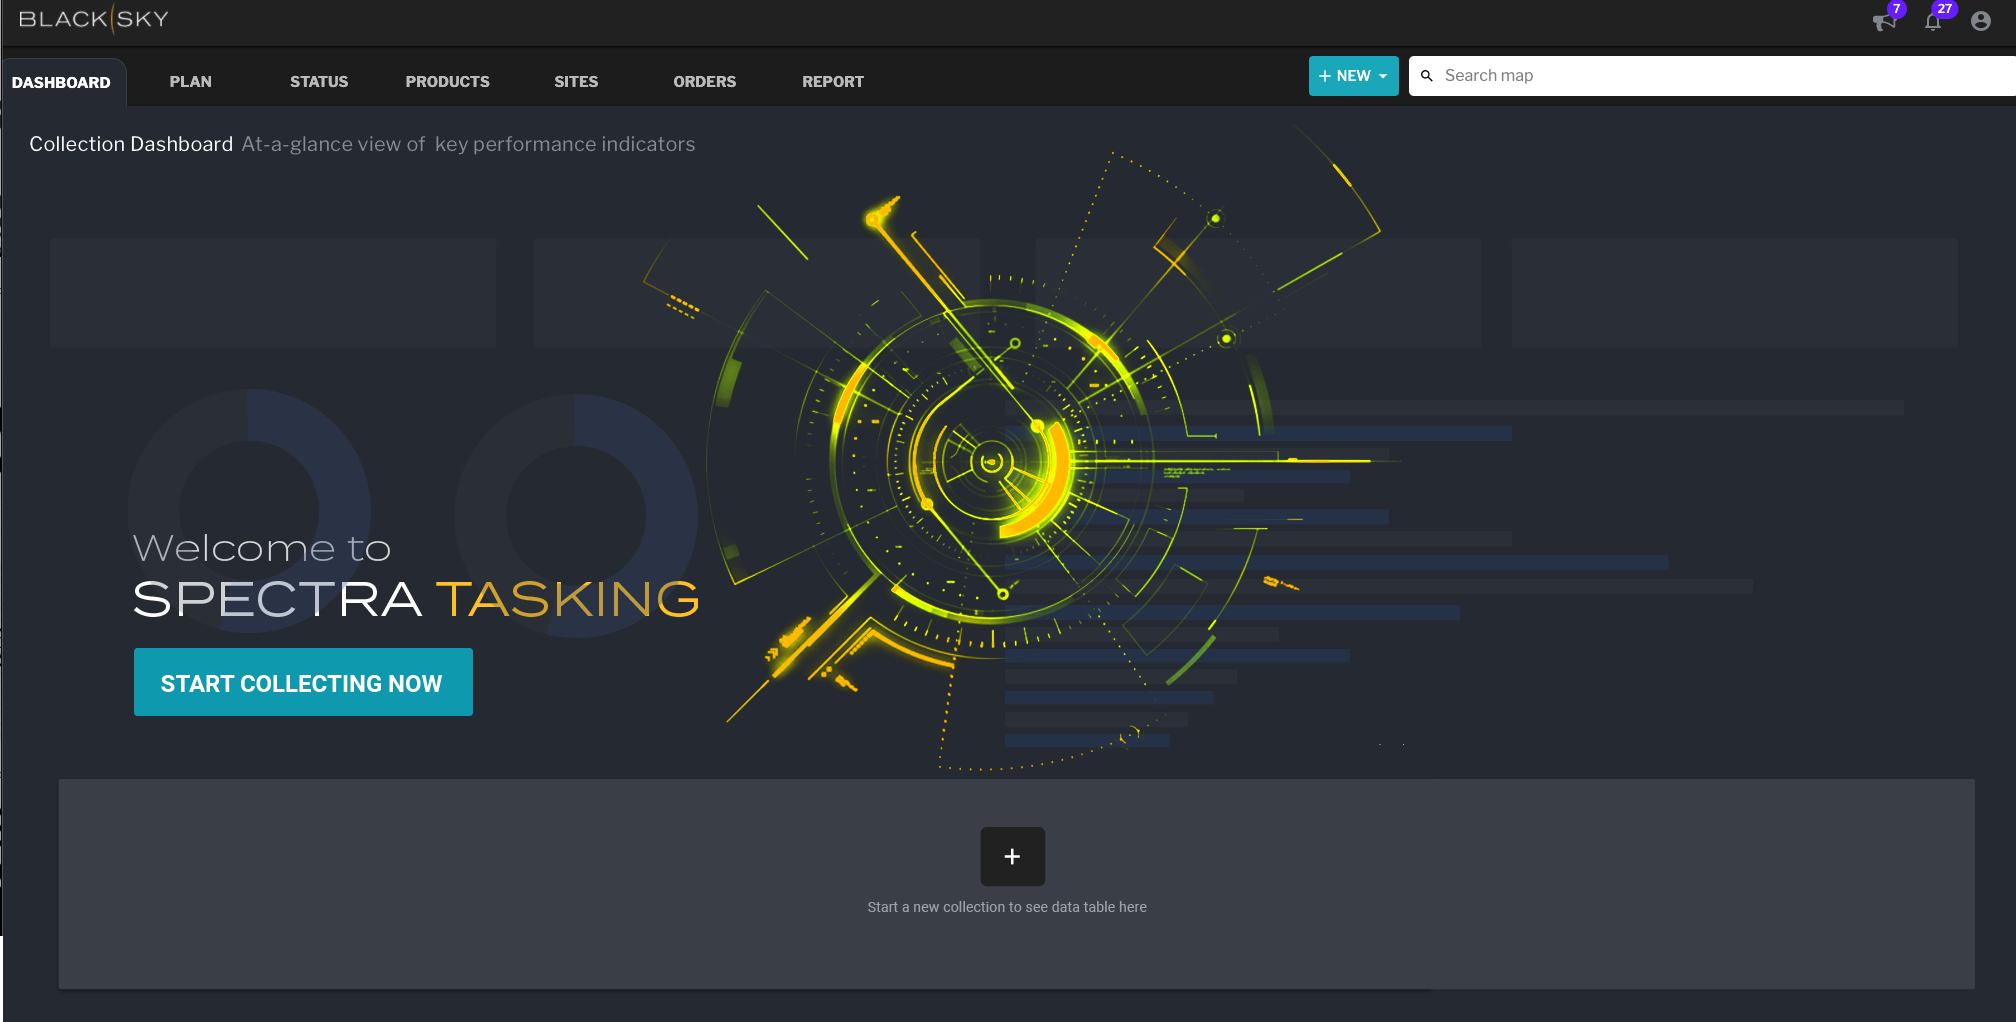 BLACK SKY
7
27
DASHBOARD PLAN STATUS PRODUCTS SITES ORDERS REPORT
+ NEW
Search map
Collection Dashboard At-a-glance view of key performance indicators
Welcome to
SPECTRA TASKING
START COLLECTING NOW
+
Start a new collection to see data table here